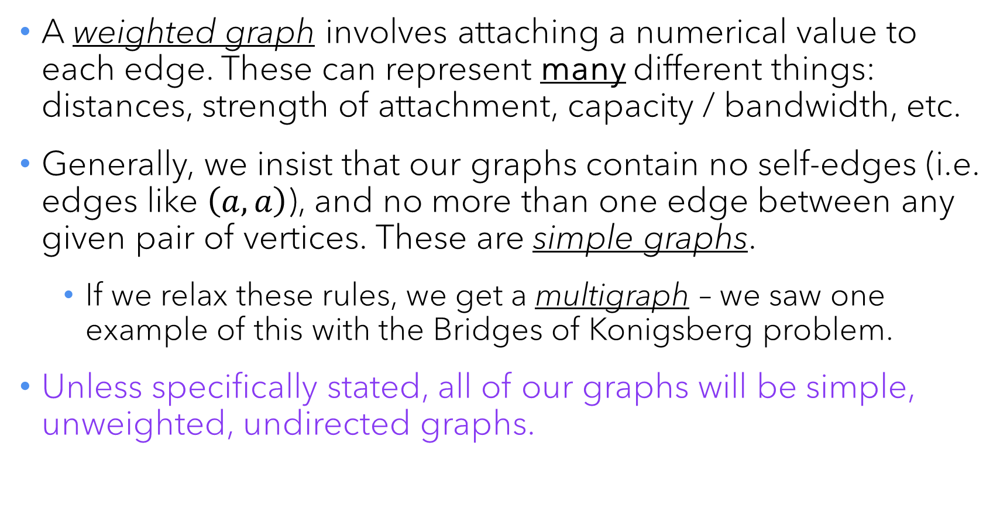 • A weighted graph involves attaching a numerical value to
each edge. These can represent many different things:
distances, strength of attachment, capacity / bandwidth, etc.
• Generally, we insist that our graphs contain no self-edges (i.e.
edges like (a, a)), and no more than one edge between any
given pair of vertices. These are simple graphs.
• If we relax these rules, we get a multigraph – we saw one
example of this with the Bridges of Konigsberg problem.
• Unless specifically stated, all of our graphs will be simple,
unweighted, undirected graphs.